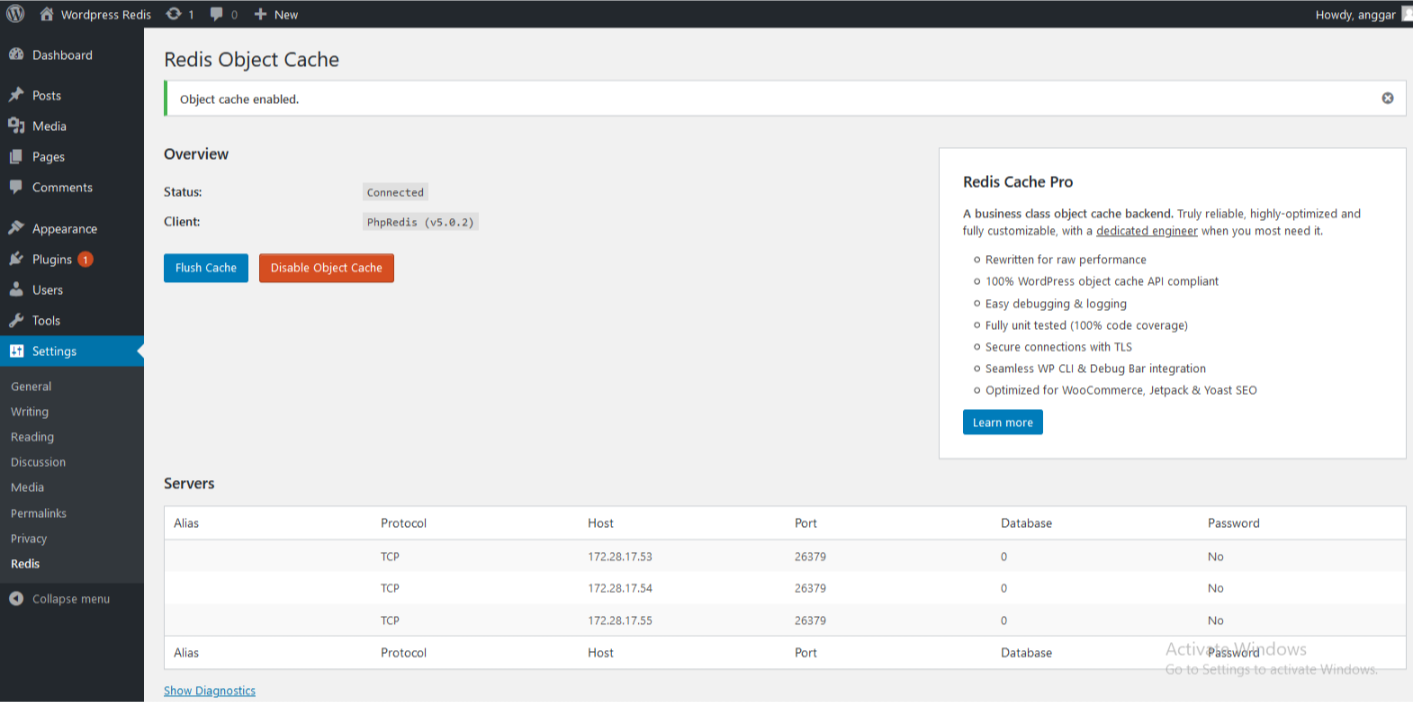 Wordpress Redis 1 0 + New Howdy, anggar
Dashboard
Posts
Media
Pages
Comments
Appearance
Plugins 1
Users
Tools
Settings
General
Writing
Reading
Discussion
Media
Permalinks
Privacy
Redis
Collapse menu
Redis Object Cache
Object cache enabled.
Overview
Status: Connected
Client: PhpRedis (v5.0.2)
Flush Cache Disable Object Cache
Redis Cache Pro
A business class object cache backend. Truly reliable, highly-optimized and
fully customizable, with a dedicated engineer when you most need it.
Rewritten for raw performance
100% WordPress object cache API compliant
Easy debugging & logging
Fully unit tested (100% code coverage)
Secure connections with TLS
Seamless WP CLI & Debug Bar integration
Optimized for WooCommerce, Jetpack & Yoast SEO
Learn more
Servers
Alias Protocol Host Port Database Password
TCP 172.28.17.53 26379 0 No
TCP 172.28.17.54 26379 0 No
TCP 172.28.17.55 26379 0 No
Alias Protocol Host Port Database Password
Activate Windows
Go to Settings to activate Windows.
Show Diagnostics